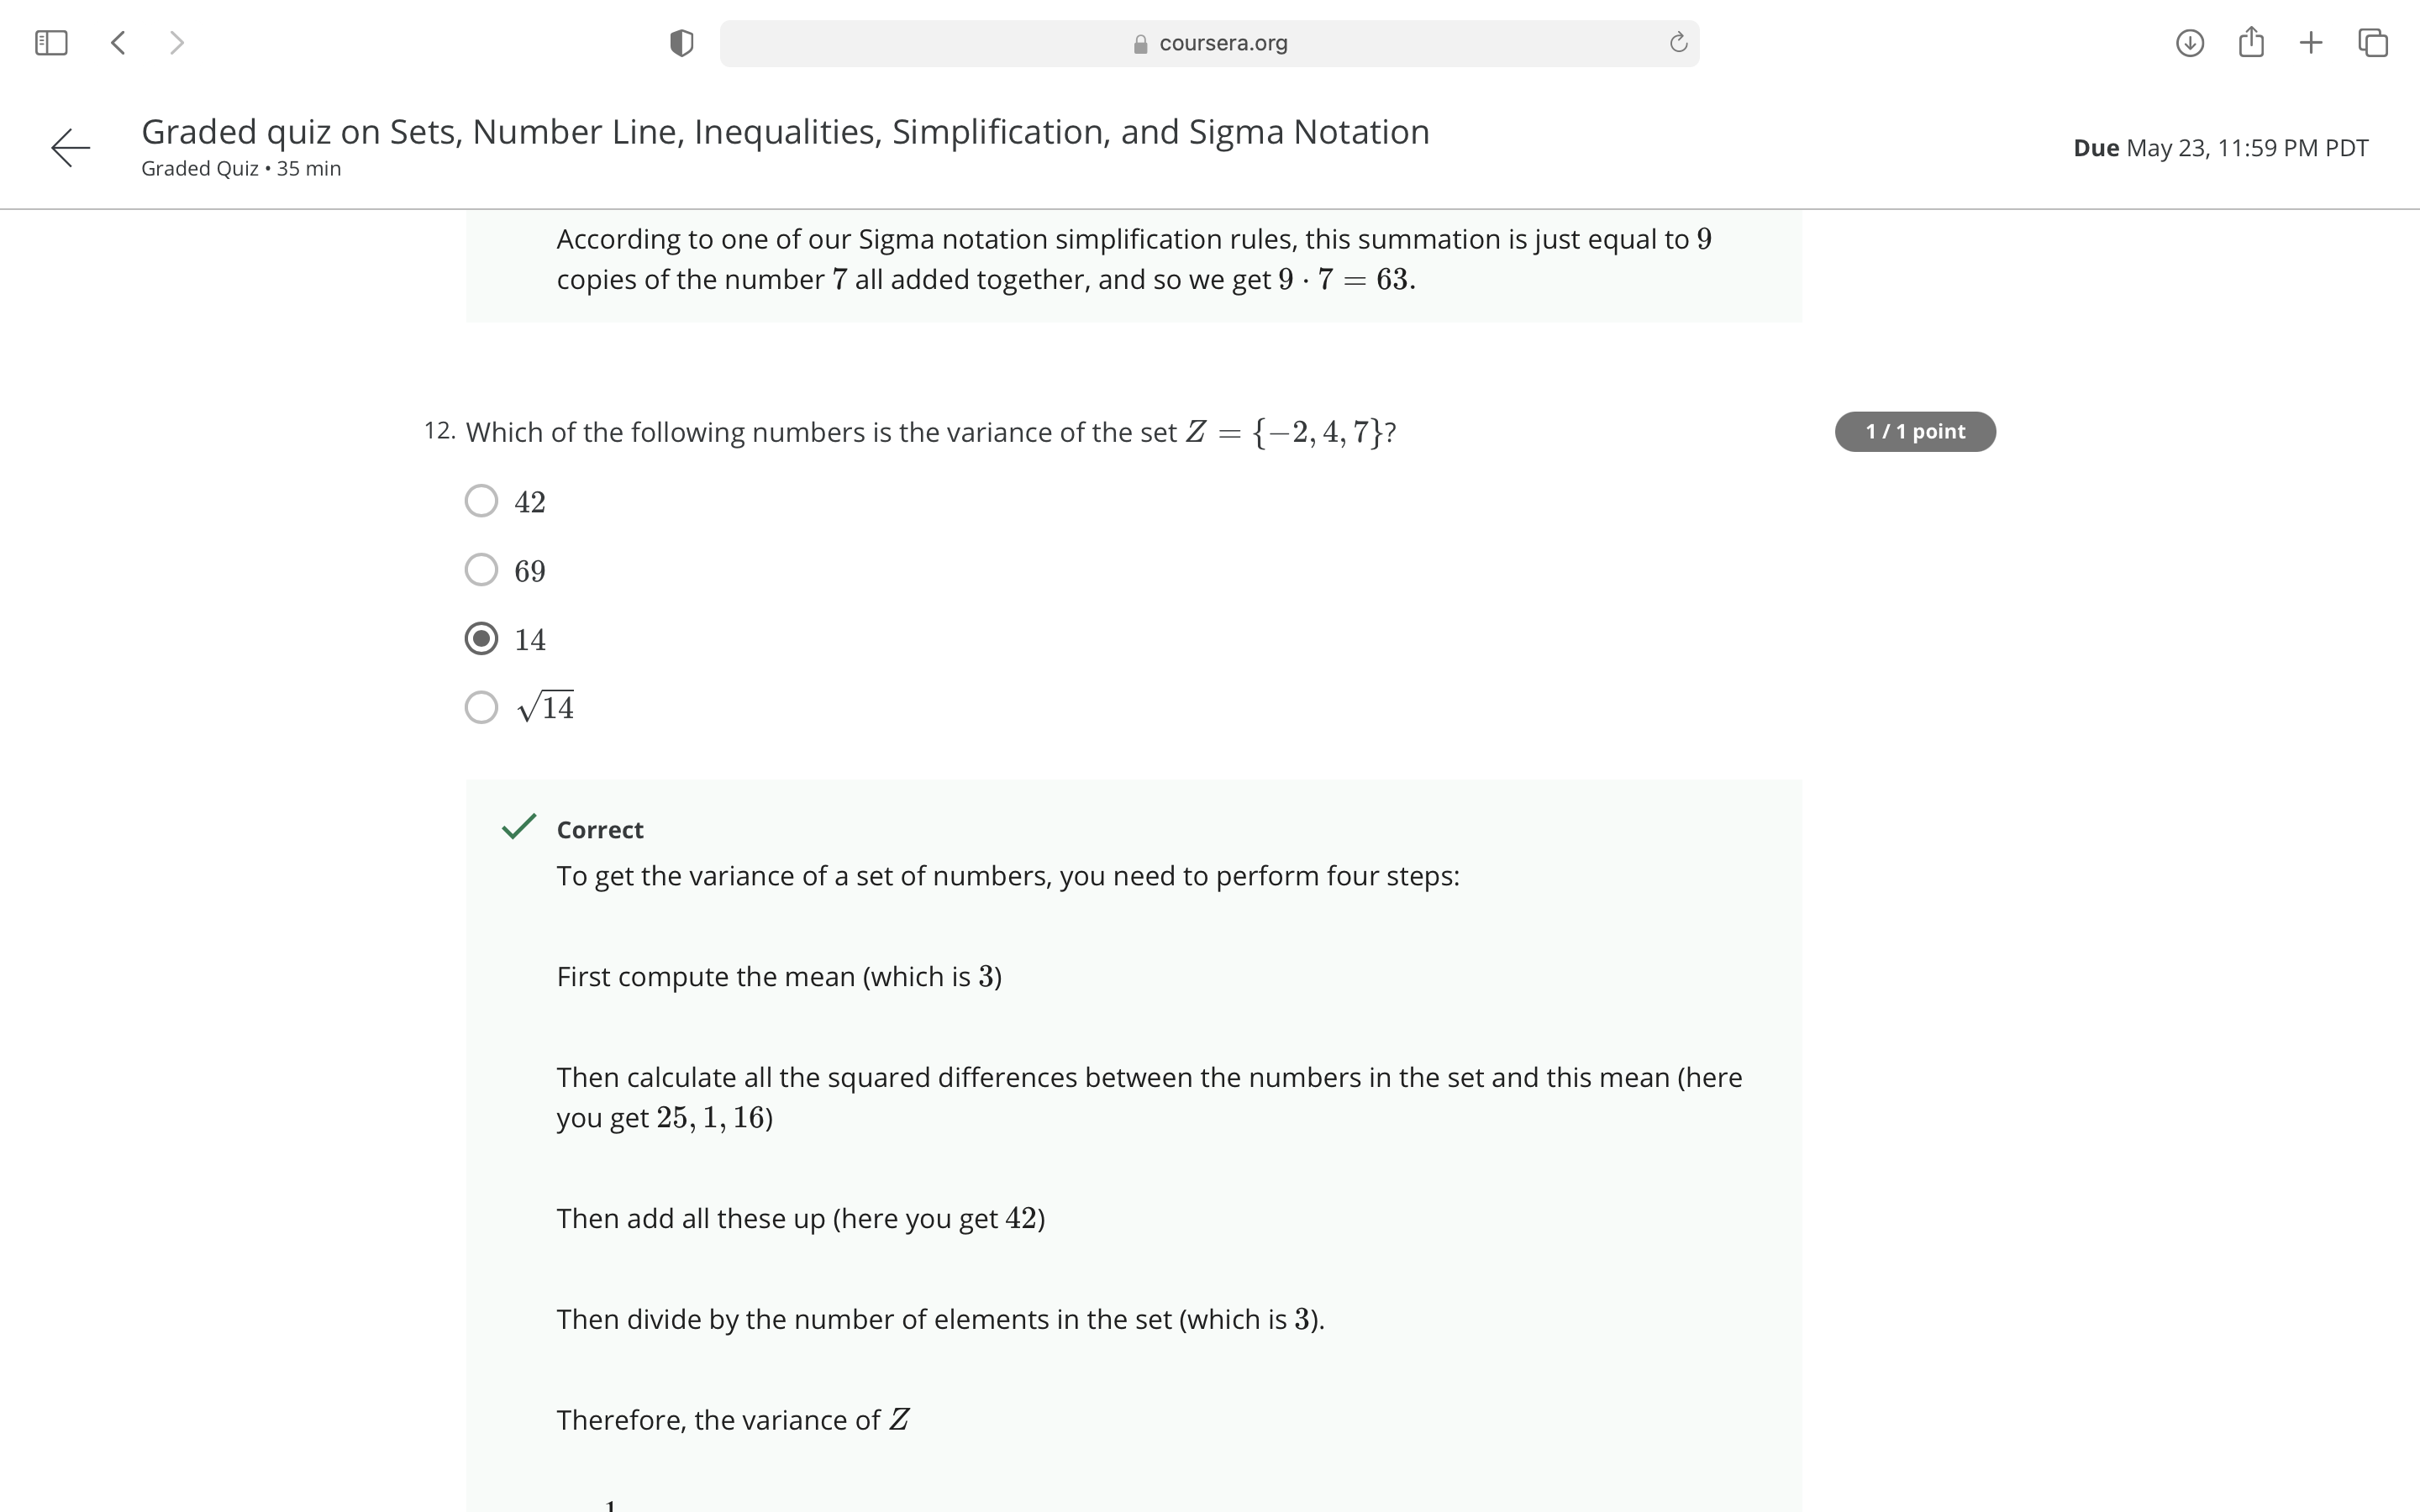 coursera.org
Graded quiz on Sets, Number Line, Inequalities, Simplification, and Sigma Notation
Graded Quiz • 35 min
Due May 23, 11:59 PM PDT
According to one of our Sigma notation simplification rules, this summation is just equal to 9
copies of the number 7 all added together, and so we get 9 · 7 = 63.
12. Which of the following numbers is the variance of the set Z = {−2, 4, 7}?
1 / 1 point
42
69
14
√14
Correct
To get the variance of a set of numbers, you need to perform four steps:
First compute the mean (which is 3)
Then calculate all the squared differences between the numbers in the set and this mean (here
you get 25, 1, 16)
Then add all these up (here you get 42)
Then divide by the number of elements in the set (which is 3).
Therefore, the variance of Z